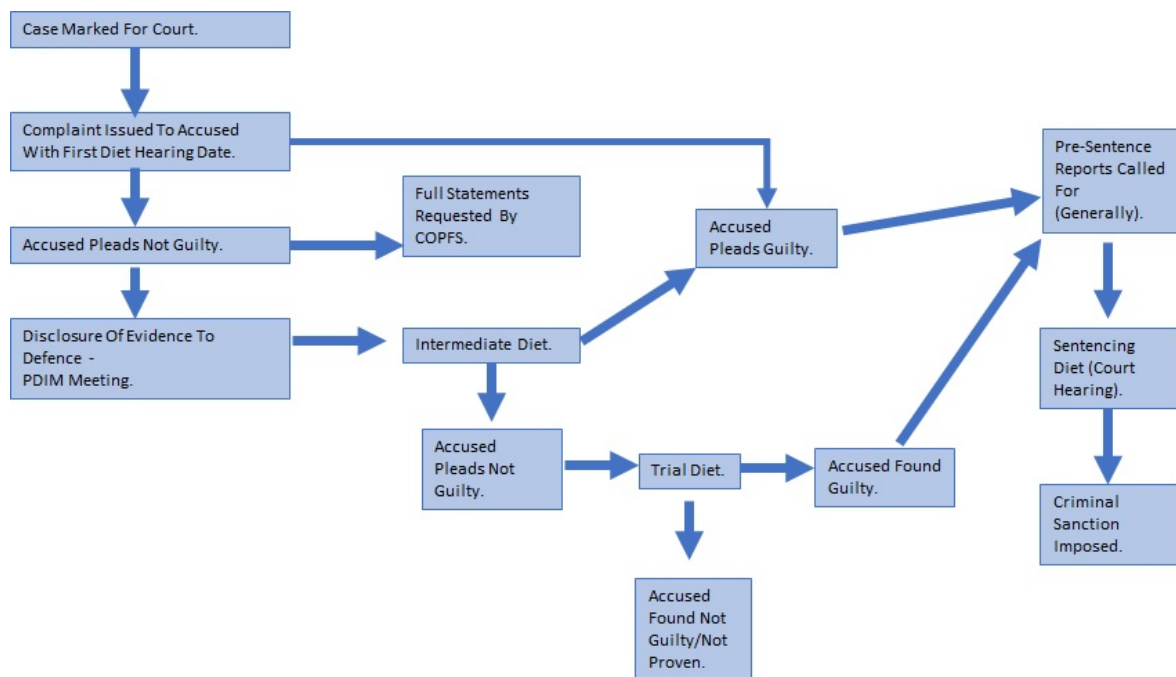 Case Marked For Court.
Complaint Issued To Accused
With First Diet Hearing Date.
Accused Pleads Not Guilty.
Full Statements
Requested By
COPFS.
Disclosure Of Evidence To
Defence -
PDIM Meeting.
Intermediate Diet.
Accused
Pleads Guilty.
Accused
Pleads Not
Guilty.
Trial Diet.
Accused Found
Guilty.
Accused
Found Not
Guilty/Not
Proven.
Pre-Sentence
Reports Called
For
(Generally).
Sentencing
Diet (Court
Hearing).
Criminal
Sanction
Imposed.